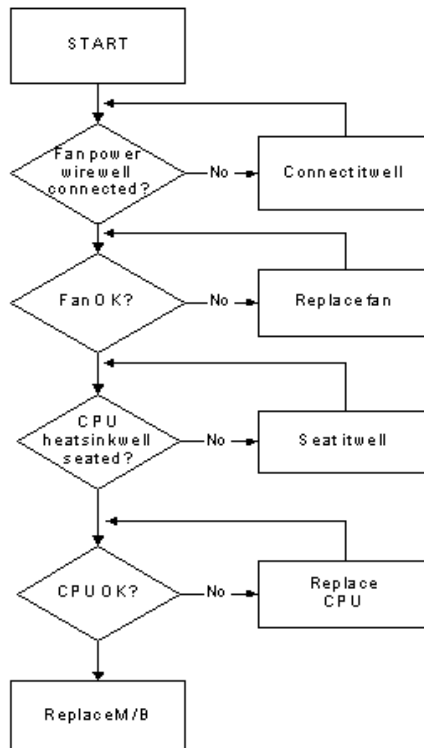 START
Fan power
wire well
connected?
No
Connect it well
Fan OK?
No
Replace fan
CPU
heatsink well
seated?
No
Seat it well
CPU OK?
No
Replace
CPU
Replace M/B